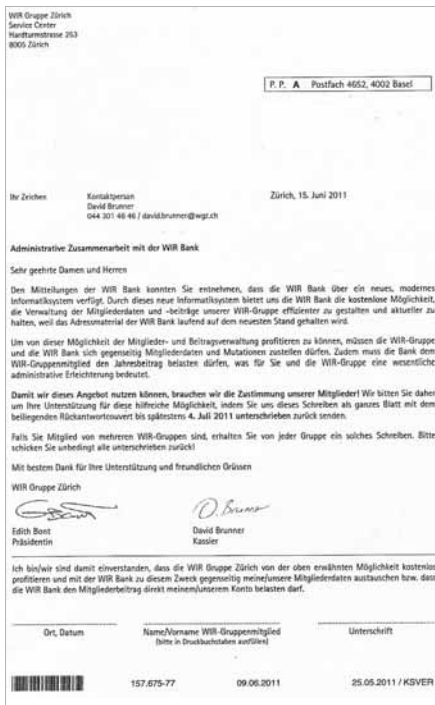 WIR Gruppe Zürich
Service Center
Hardturmstrasse 253
8005 Zürich
P. P. A Postfach 4652, 4002 Basel
Ihr Zeichen
Kontaktperson
David Brunner
044 301 46 46 / david.brunner@wgz.ch
Zürich, 15. Juni 2011
Administrative Zusammenarbeit mit der WIR Bank
Sehr geehrte Damen und Herren
Den Mitteilungen der WIR Bank konnten Sie entnehmen, dass die WIR Bank über ein neues, modernes
Informatiksystem verfügt. Durch dieses neue Informatiksystem bietet uns die WIR Bank die kostenlose Möglichkeit,
die Verwaltung der Mitgliederdaten und -beiträge unserer WIR-Gruppe effizienter zu gestalten und aktueller zu
halten, weil das Adressmaterial der WIR Bank laufend auf dem neuesten Stand gehalten wird.
Um von dieser Möglichkeit der Mitglieder- und Beitragsverwaltung profitieren zu können, müssen die WIR-Gruppe
und die WIR Bank sich gegenseitig Mitgliederdaten und Mutationen zustellen dürfen. Zudem muss die Bank dem
WIR-Gruppenmitglied den Jahresbeitrag belasten dürfen, was für Sie und die WIR-Gruppe eine wesentliche
administrative Erleichterung bedeutet.
Damit wir dieses Angebot nutzen können, brauchen wir die Zustimmung unserer Mitglieder! Wir bitten Sie daher
um Ihre Unterstützung für diese hilfreiche Möglichkeit, indem Sie uns dieses Schreiben als ganzes Blatt mit dem
beiliegenden Rückantwortcouvert bis spätestens 4. Juli 2011 unterschrieben zurück senden.
Falls Sie Mitglied von mehreren WIR-Gruppen sind, erhalten Sie von jeder Gruppe ein solches Schreiben. Bitte
schicken Sie unbedingt alle unterschrieben zurück!
Mit bestem Dank für Ihre Unterstützung und freundlichen Grüssen
WIR Gruppe Zürich
Edith Bont
Präsidentin
D. Brunner
David Brunner
Kassier
Ich bin/wir sind damit einverstanden, dass die WIR Gruppe Zürich von der oben erwähnten Möglichkeit kostenlos
profitieren und mit der WIR Bank zu diesem Zweck gegenseitig meine/unsere Mitgliederdaten austauschen bzw. dass
die WIR Bank den Mitgliederbeitrag direkt meinem/unserem Konto belasten darf.
Ort, Datum
Name/Vorname WIR-Gruppenmitglied
(bitte in Druckbuchstaben ausfüllen)
Unterschrift
157.675-77
09.06.2011
25.05.2011 / KSVER